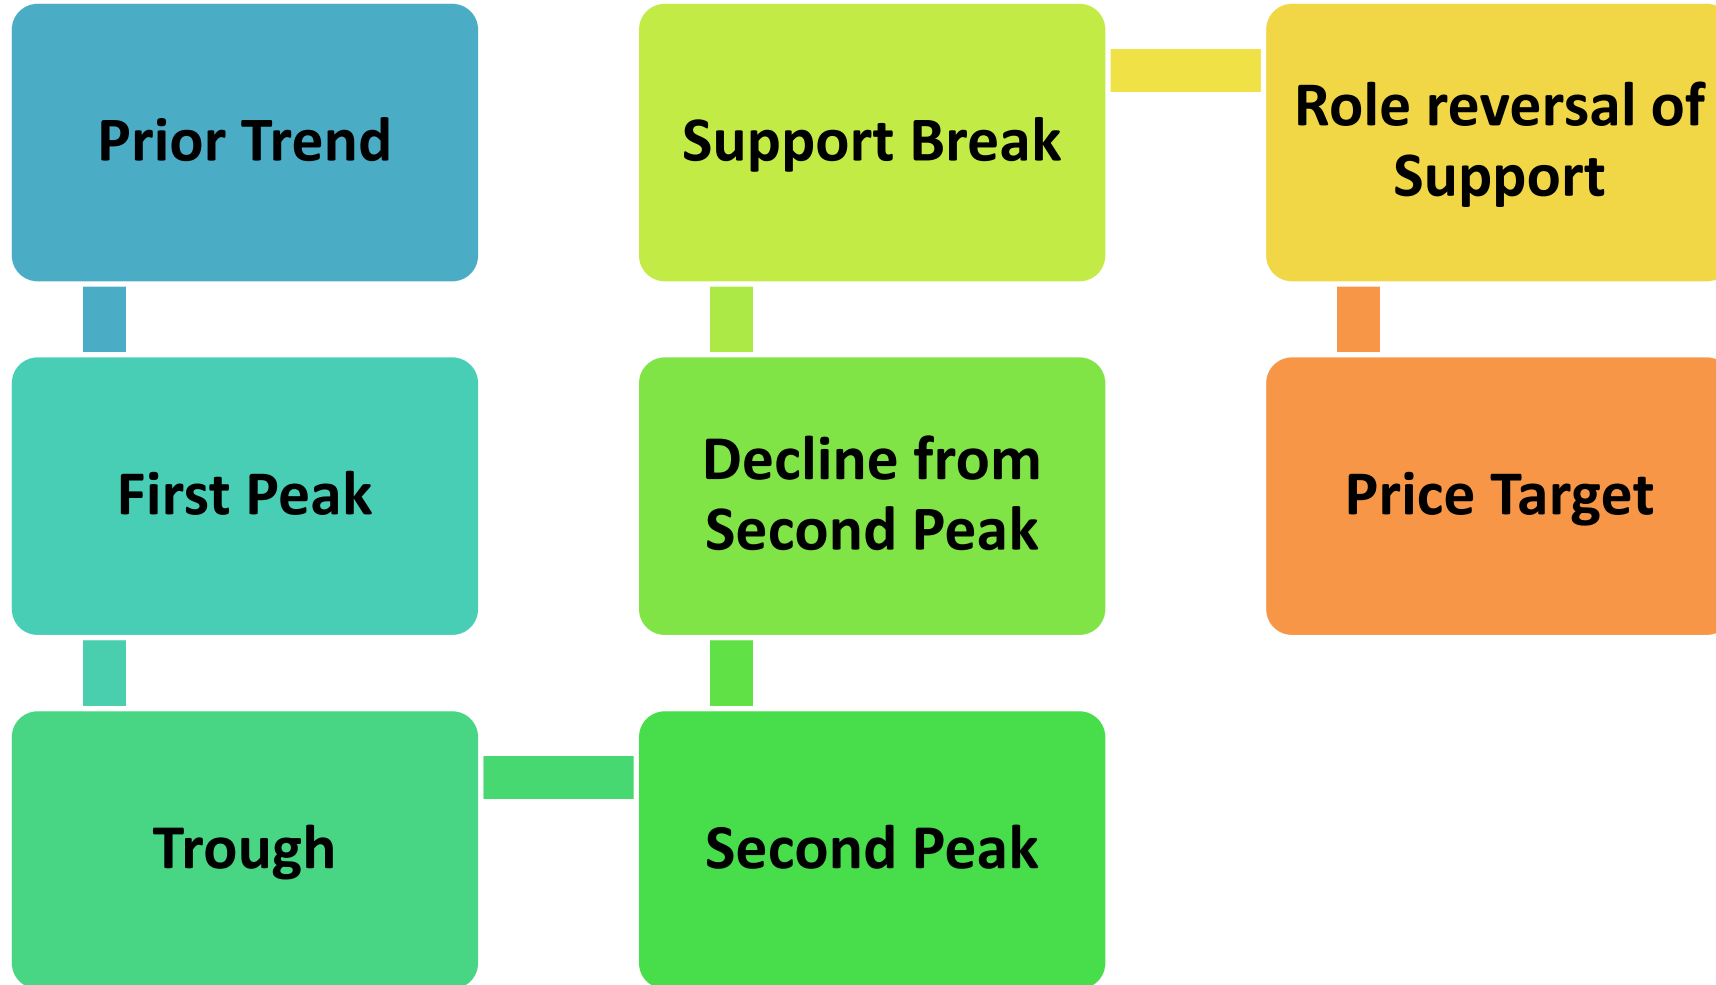 Prior Trend
First Peak
Trough
Second Peak
Decline from
Second Peak
Support Break
Role reversal of
Support
Price Target